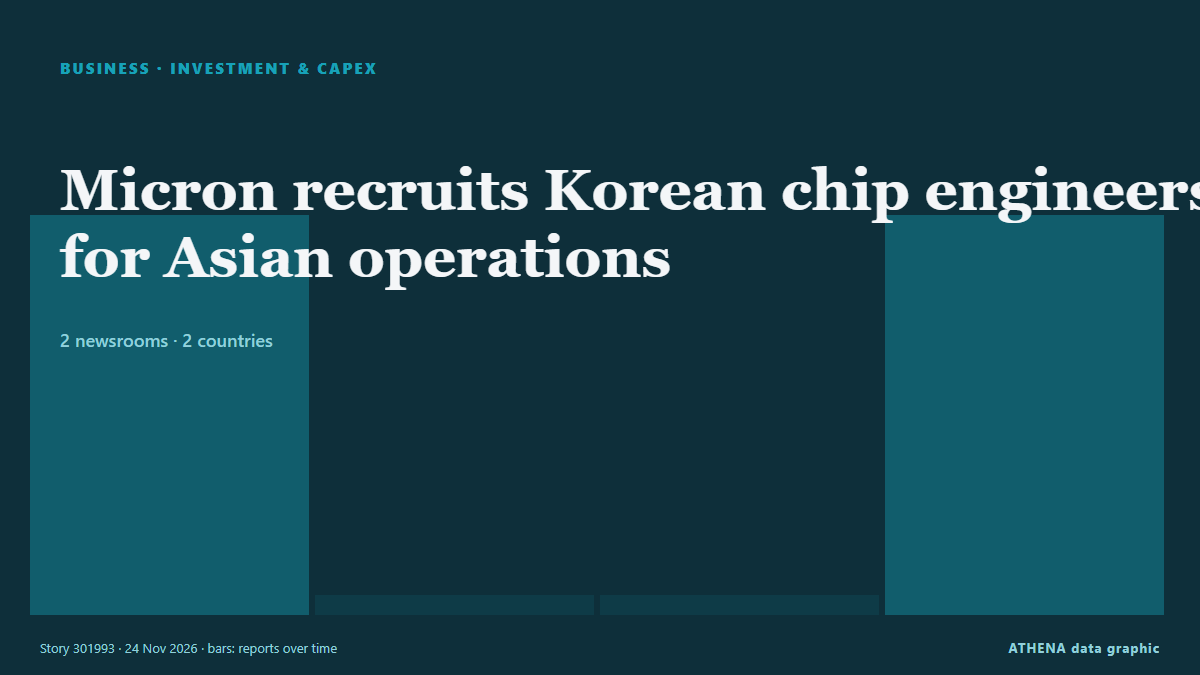 BUSINESS · INVESTMENT & CAPEX
Micron recruits Korean chip engineers
for Asian operations
2 newsrooms · 2 countries
Story 301993 · 24 Nov 2026 · bars: reports over time
ATHENA data graphic